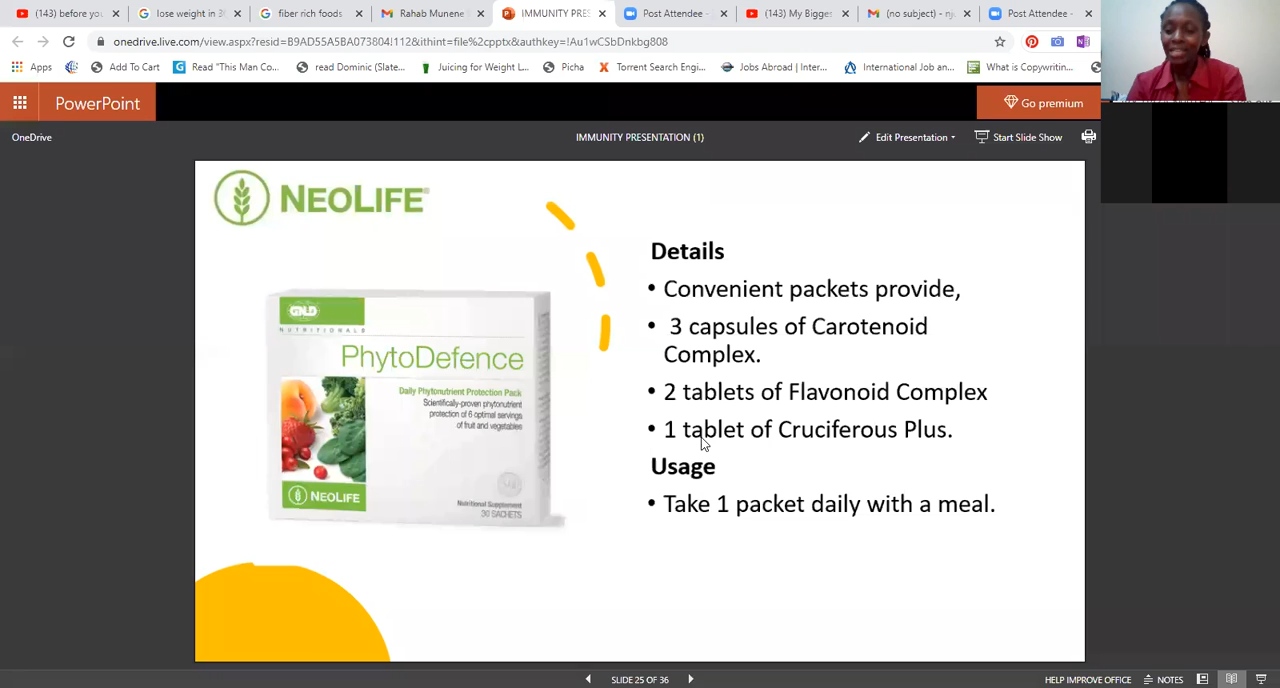 (143) before you
lose weight in 3
fiber rich foods
Rahab Munene
IMMUNITY PRES
Post Attendee -
(143) My Bigges
(no subject) - nj
Post Attendee -
onedrive.live.com/view.aspx?resid=B9AD55A5BA073804!112&ithint=file%2cpptx&authkey=!Au1wCSbDnkbg808
Apps
Add To Cart
Read "This Man Co...
read Dominic (Slate...
Juicing for Weight L...
Picha
Torrent Search Engi...
Jobs Abroad | Inter...
International Job an...
What is Copywritin...
PowerPoint
Go premium
OneDrive
IMMUNITY PRESENTATION (1)
Edit Presentation
Start Slide Show
NEOLIFE
Details
• Convenient packets provide,
• 3 capsules of Carotenoid
Complex.
• 2 tablets of Flavonoid Complex
• 1 tablet of Cruciferous Plus.
Usage
• Take 1 packet daily with a meal.
GNLD
NUTRITIONALS
PhytoDefence
Daily Phytonutrient Protection Pack
Scientifically-proven phytonutrient
protection of 6 optimal servings
of fruit and vegetables
NEOLIFE
Nutritional Supplement
30 SACHETS
SLIDE 25 OF 36
HELP IMPROVE OFFICE
NOTES